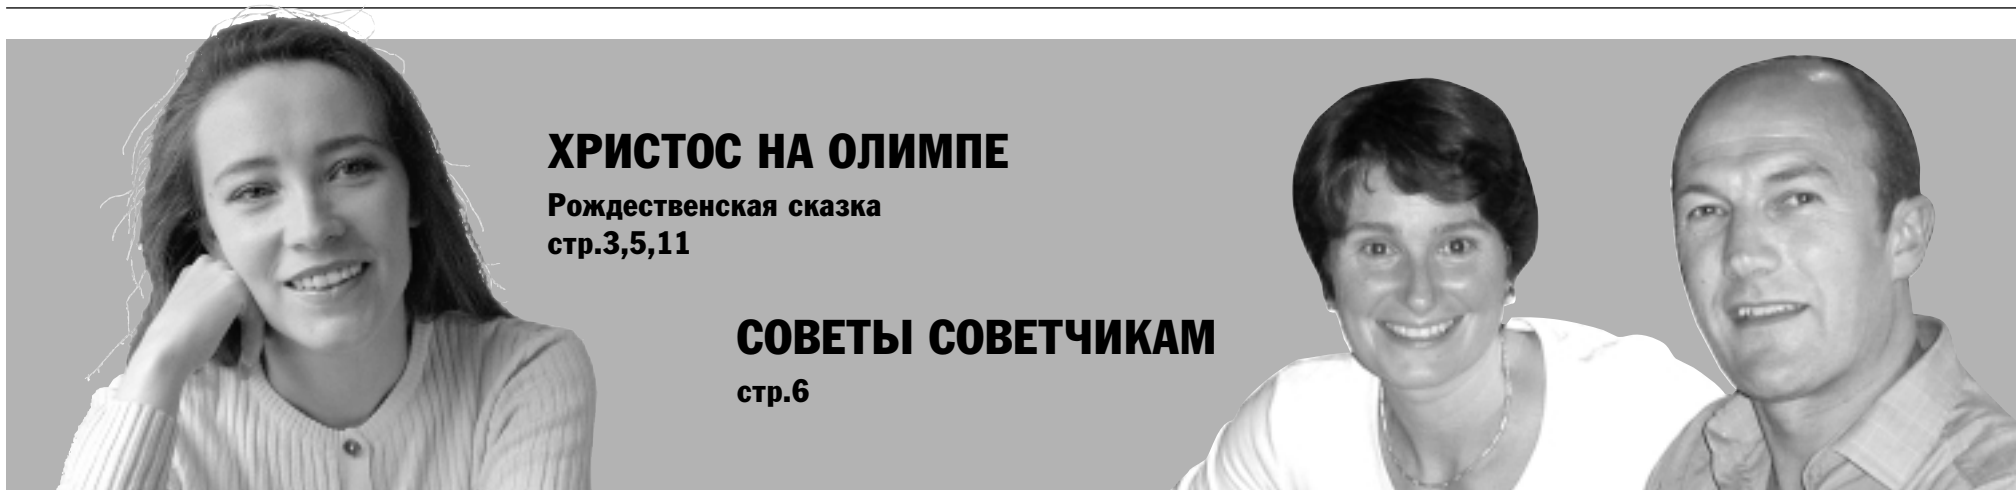 ХРИСТОС НА ОЛИМПЕ
Рождественская сказка
стр.3,5,11
СОВЕТЫ СОВЕТЧИКАМ
стр.6